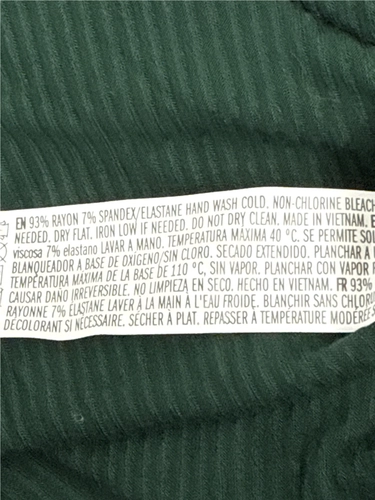 EN 93% RAYON 7% SPANDEX/ELASTANE HAND WASH COLD. NON-CHLORINE BLEACH
NEEDED. DRY FLAT. IRON LOW IF NEEDED. DO NOT DRY CLEAN. MADE IN VIETNAM. E
viscosa 7% elastano LAVAR A MANO. TEMPERATURA MÁXIMA 40 °C. SE PERMITE SOL
BLANQUEADOR A BASE DE OXÍGENO/SIN CLORO. SECADO EXTENDIDO. PLANCHAR A
TEMPERATURA MÁXIMA DE LA BASE DE 110 °C, SIN VAPOR. PLANCHAR CON VAPOR P
CAUSAR DAÑO IRREVERSIBLE. NO LIMPIEZA EN SECO. HECHO EN VIETNAM. FR 93%
RAYONNE 7% ÉLASTANE LAVER À LA MAIN À L'EAU FROIDE. BLANCHIR SANS CHLOR
DÉCOLORANT SI NÉCESSAIRE. SÉCHER À PLAT. REPASSER À TEMPÉRATURE MODÉRÉE S